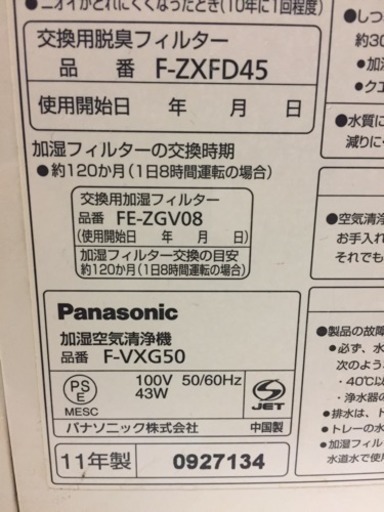 ●ニオイがとれにくくなったとき(10年に1回程度)
交換用脱臭フィルター
品 番 F-ZXFD45
使用開始日 年 月 日
加湿フィルターの交換時期
●約120か月(1日8時間運転の場合)
交換用加湿フィルター
品番 FE-ZGV08
(使用開始日 年 月 日)
加湿フィルター交換の目安
約120か月(1日8時間運転の場合)
Panasonic
加湿空気清浄機
品番 F-VXG50
PS
E
MESC
100V 50/60Hz
43W
S
JET
パナソニック株式会社 中国製
11年製 0927134
●しっ
約30
●加湿
●クエ
●水質に
減りに
●空気清浄
お手入れ
それでも
●製品の故障
●必ず、水
次のよう
・40℃以
・浄水器
●排水は、ト
●トレーの水
●加湿フィル
水道水で使